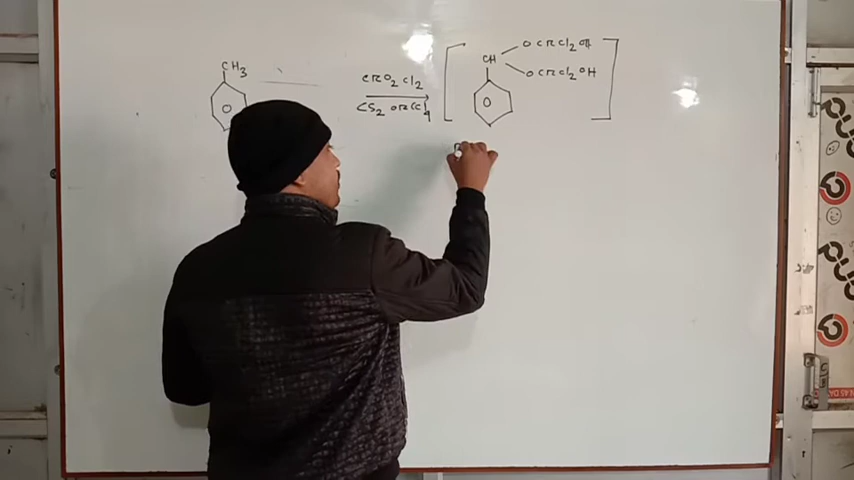 CH3
CrO2Cl2
CS2 or CCl4
CH
OCrCl2OH
OCrCl2OH